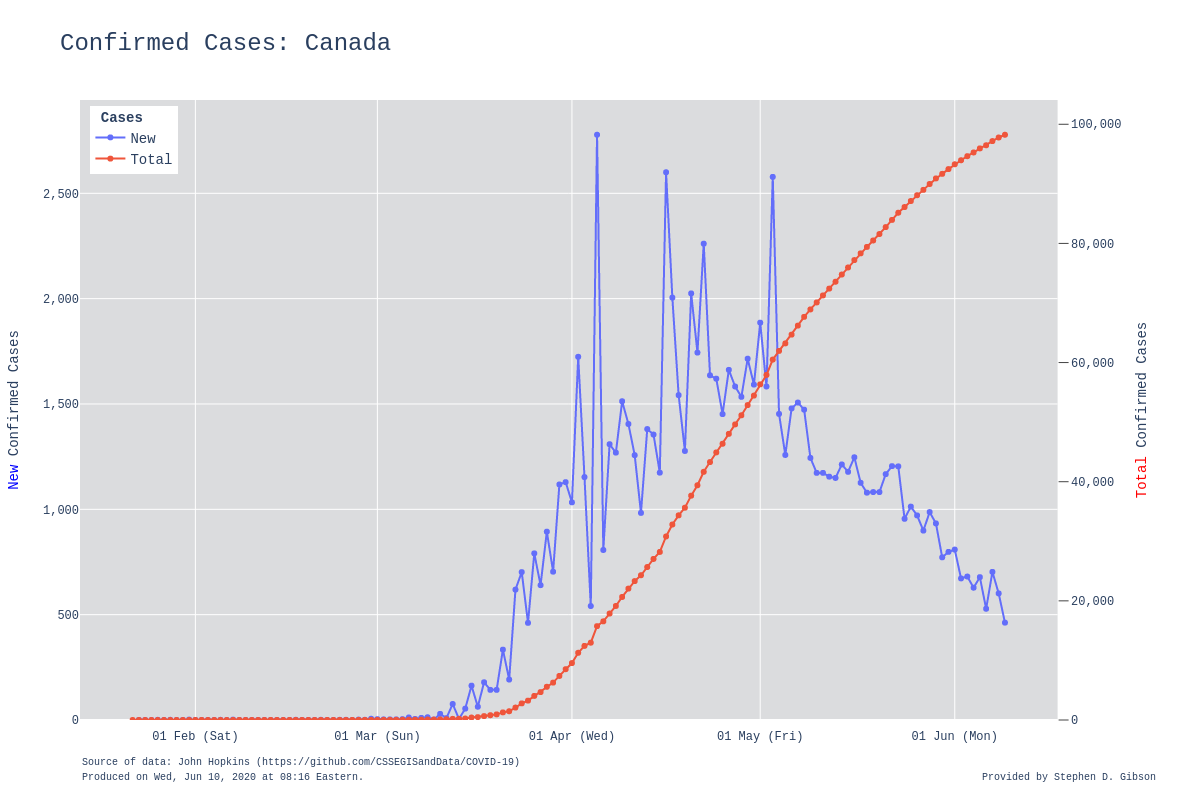 Confirmed Cases: Canada
Cases
New
Total
2,500
2,000
1,500
1,000
500
0
100,000
80,000
60,000
40,000
20,000
0
New Confirmed Cases
Total Confirmed Cases
01 Feb (Sat)
01 Mar (Sun)
01 Apr (Wed)
01 May (Fri)
01 Jun (Mon)
Source of data: John Hopkins (https://github.com/CSSEGISandData/COVID-19)
Produced on Wed, Jun 10, 2020 at 08:16 Eastern.
Provided by Stephen D. Gibson